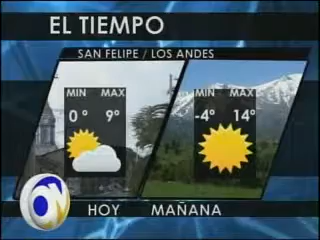 EL TIEMPO
SAN FELIPE / LOS ANDES
MIN MAX MIN MAX
0° 9° -4° 14°
HOY MAÑANA